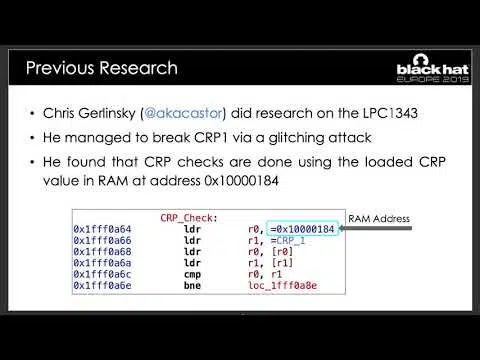 Previous Research
black hat
EUROPE 2019
• Chris Gerlinsky (@akacastor) did research on the LPC1343
• He managed to break CRP1 via a glitching attack
• He found that CRP checks are done using the loaded CRP
value in RAM at address 0x10000184
CRP_Check:
RAM Address
0x1fff0a64 ldr r0, =0x10000184
0x1fff0a66 ldr r1, =CRP_1
0x1fff0a68 ldr r0, [r0]
0x1fff0a6a ldr r1, [r1]
0x1fff0a6c cmp r0, r1
0x1fff0a6e bne loc_1fff0a8e